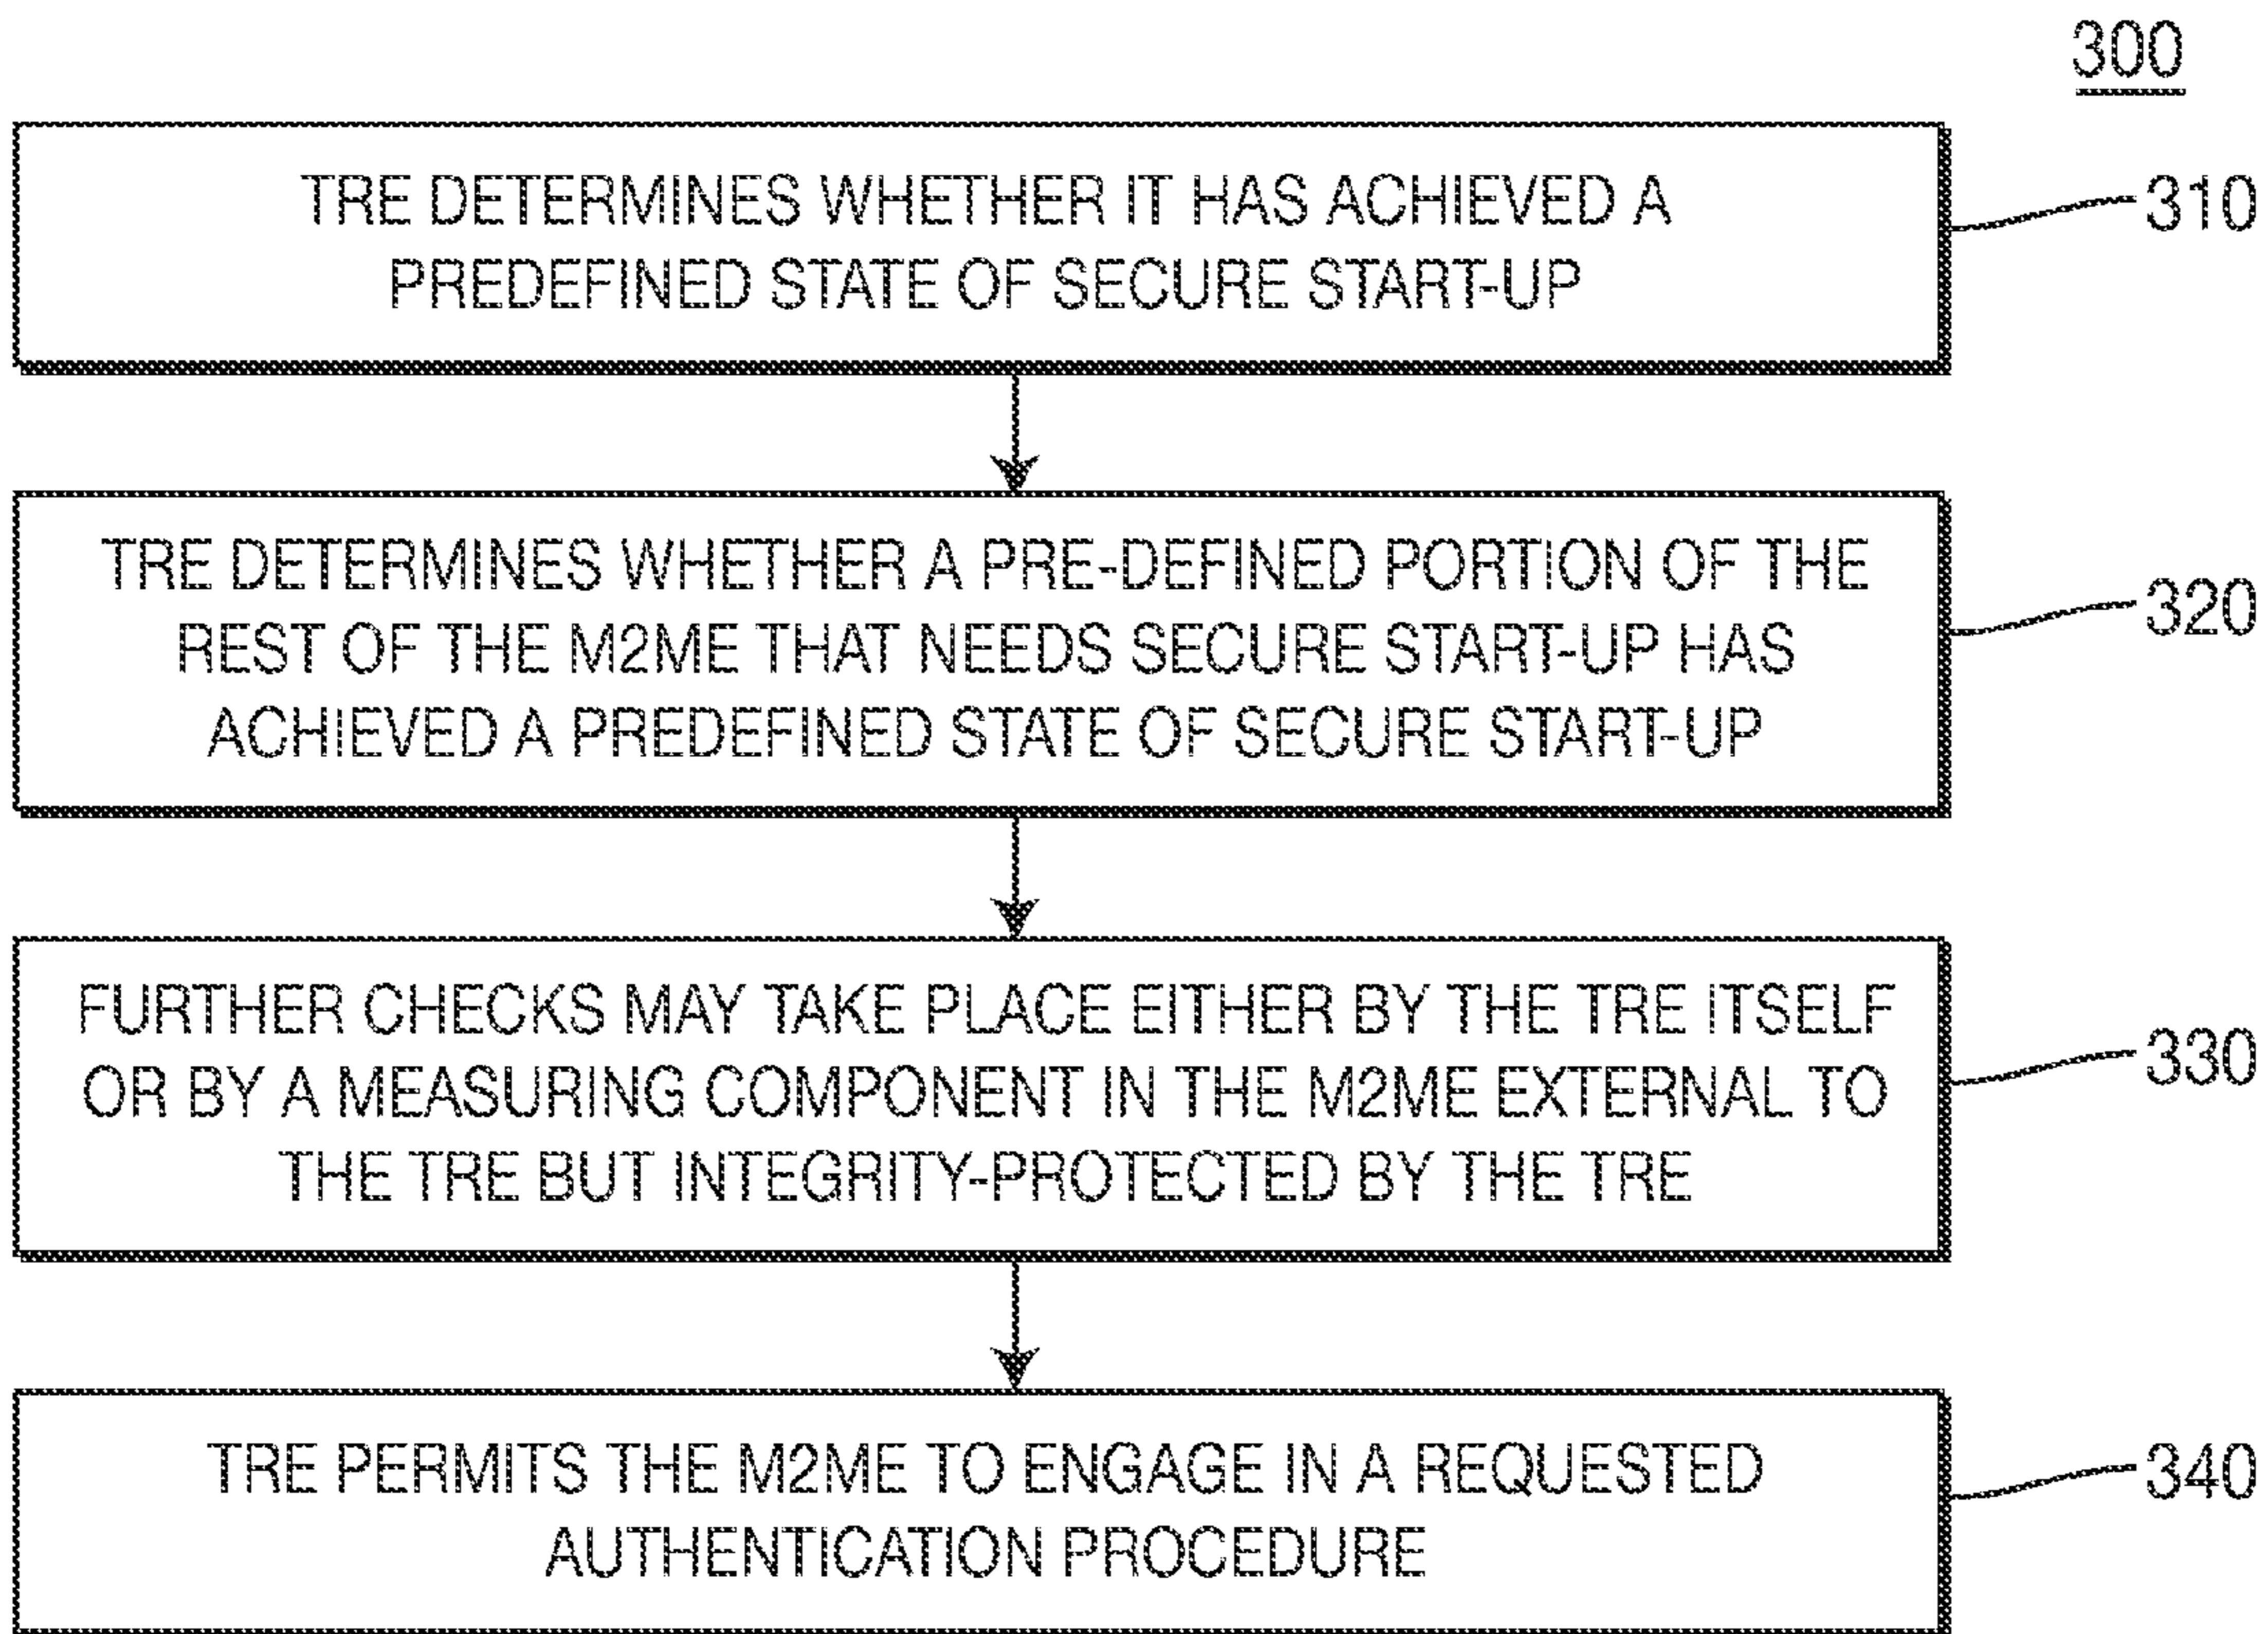 300
TRE DETERMINES WHETHER IT HAS ACHIEVED A
PREDEFINED STATE OF SECURE START-UP
310
TRE DETERMINES WHETHER A PRE-DEFINED PORTION OF THE
REST OF THE M2ME THAT NEEDS SECURE START-UP HAS
ACHIEVED A PREDEFINED STATE OF SECURE START-UP
320
FURTHER CHECKS MAY TAKE PLACE EITHER BY THE TRE ITSELF
OR BY A MEASURING COMPONENT IN THE M2ME EXTERNAL TO
THE TRE BUT INTEGRITY-PROTECTED BY THE TRE
330
TRE PERMITS THE M2ME TO ENGAGE IN A REQUESTED
AUTHENTICATION PROCEDURE
340